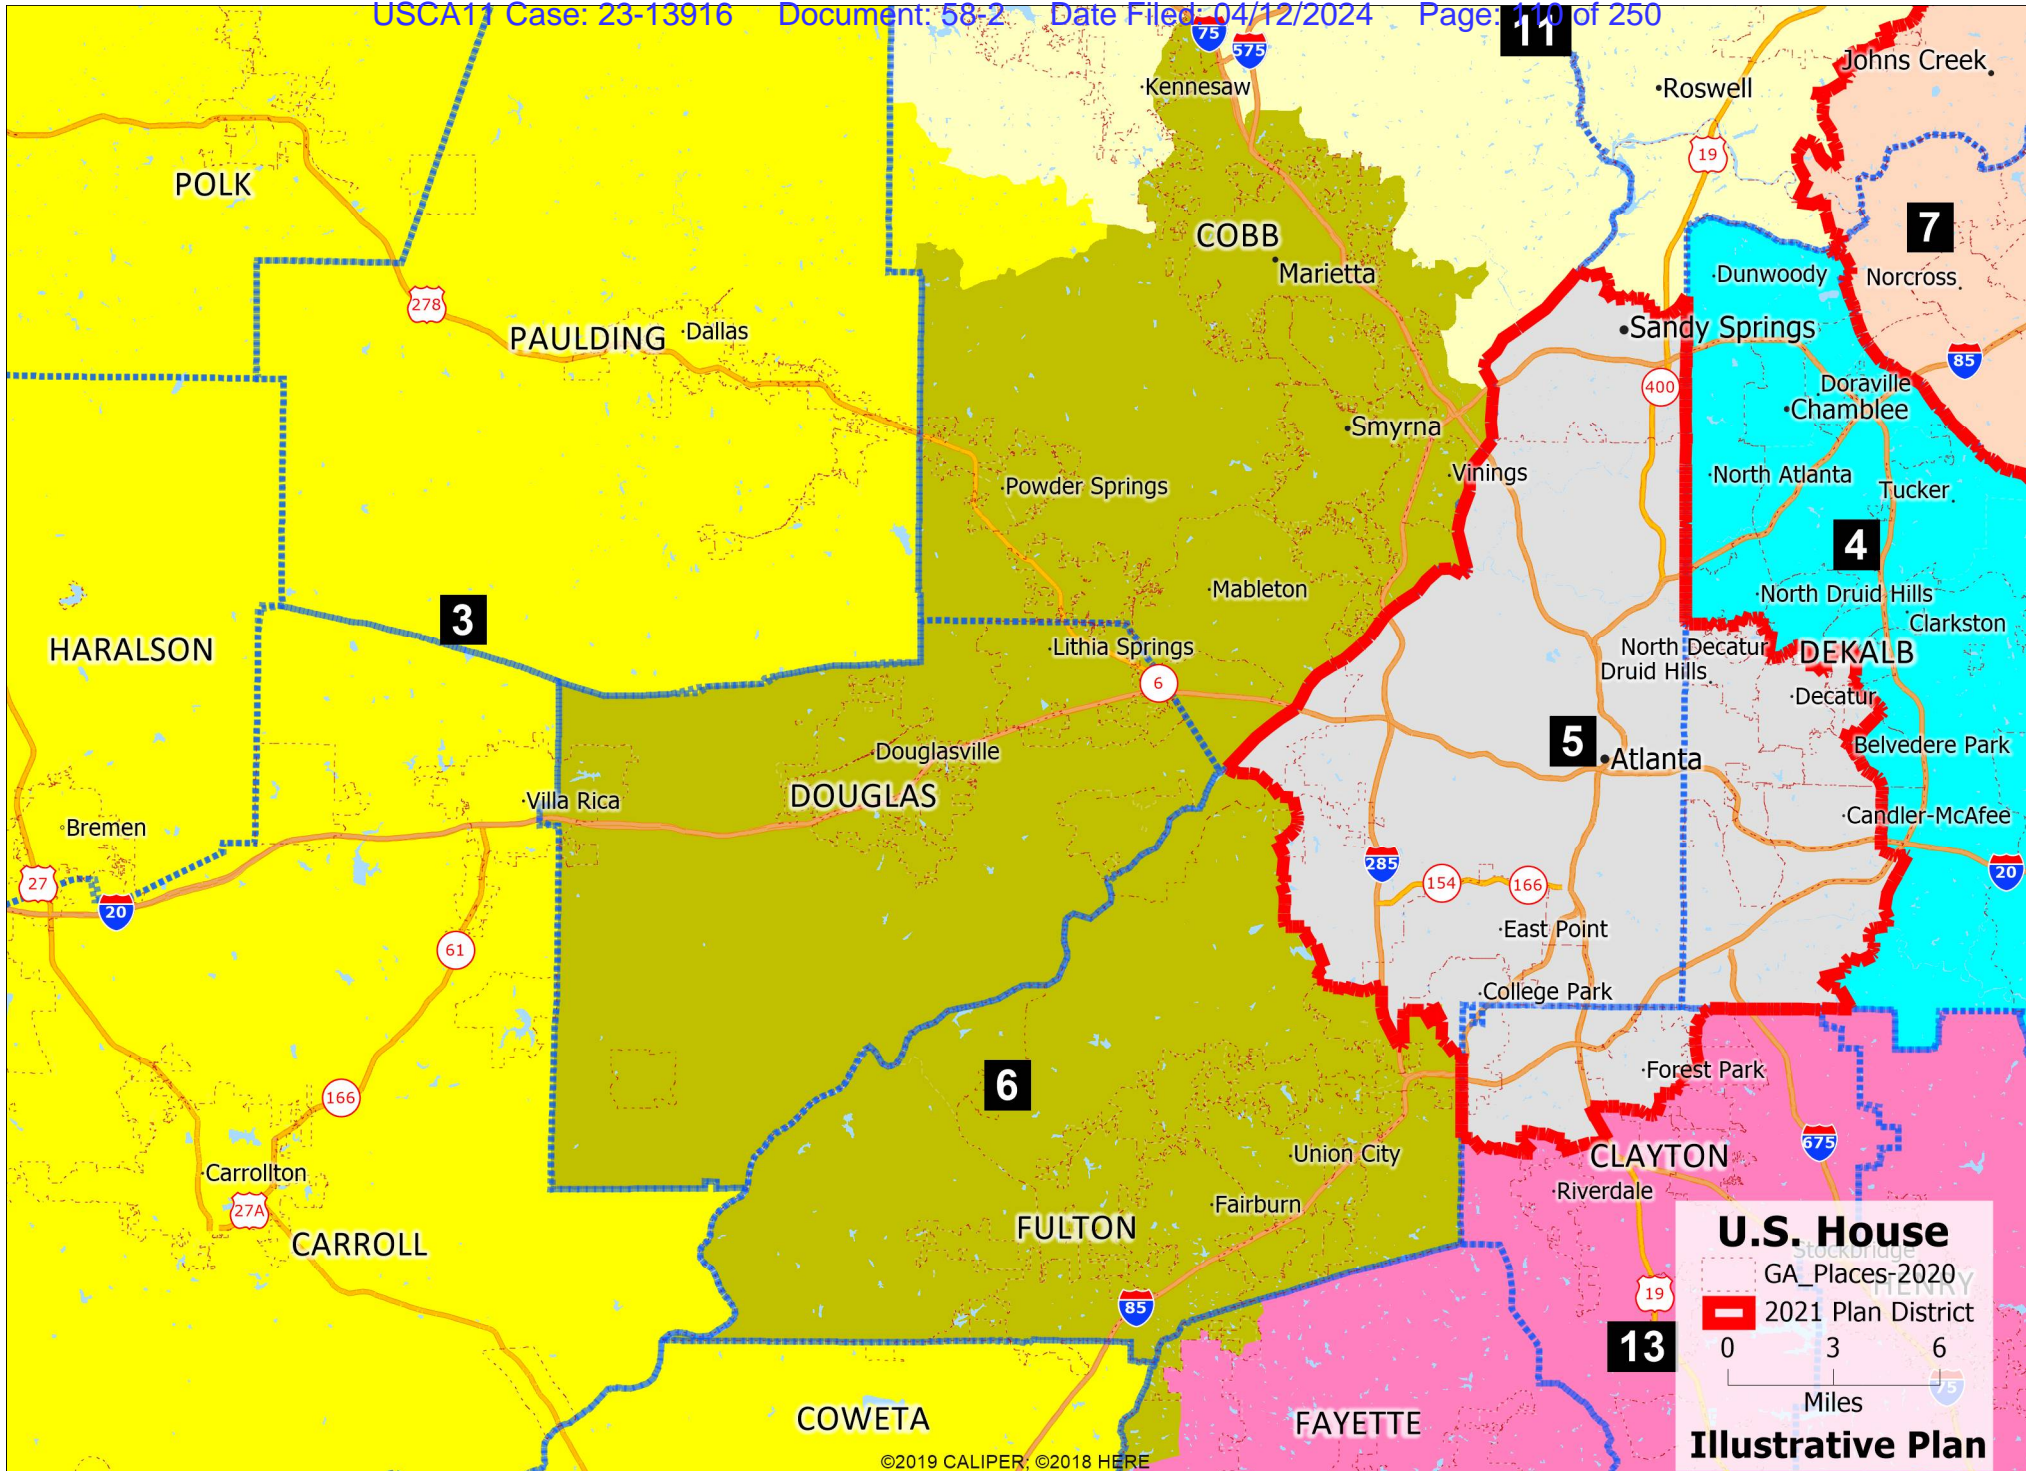 USCA11 Case: 23-13916 Document: 58-2 Date Filed: 04/12/2024 Page: 110 of 250
11
75
575
Johns Creek
Kennesaw
Roswell
19
POLK
7
COBB
Marietta
Dunwoody
Norcross
278
PAULDING
Dallas
Sandy Springs
85
400
Doraville
Chamblee
Smyrna
Vinings
North Atlanta
Powder Springs
Tucker
4
Mableton
North Druid Hills
3
Clarkston
HARALSON
Lithia Springs
North Decatur
DEKALB
Druid Hills
6
Decatur
5
Atlanta
Belvedere Park
Douglasville
DOUGLAS
Villa Rica
Candler-McAfee
Bremen
285
27
154
166
20
20
East Point
61
College Park
6
Forest Park
166
Union City
CLAYTON
675
Carrollton
Riverdale
27A
Fairburn
FULTON
CARROLL
U.S. House
Stockbridge
GA_Places-2020
HENRY
19
85
2021 Plan District
13
0 3 6
75
Miles
COWETA
FAYETTE
Illustrative Plan
©2019 CALIPER; ©2018 HERE